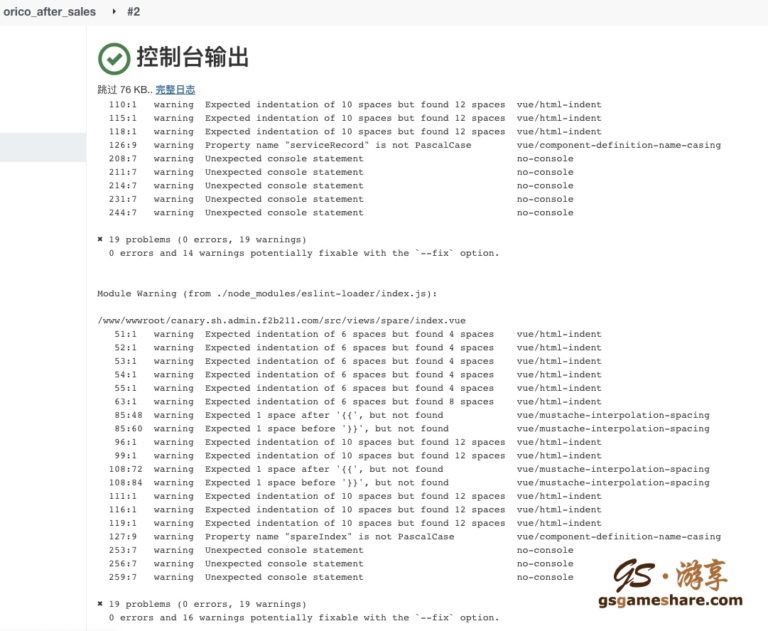 orico_after_sales › #2
控制台输出
跳过 76 KB.. 完整日志
110:1 warning Expected indentation of 10 spaces but found 12 spaces vue/html-indent
115:1 warning Expected indentation of 10 spaces but found 12 spaces vue/html-indent
118:1 warning Expected indentation of 10 spaces but found 12 spaces vue/html-indent
126:9 warning Property name "serviceRecord" is not PascalCase vue/component-definition-name-casing
208:7 warning Unexpected console statement no-console
211:7 warning Unexpected console statement no-console
214:7 warning Unexpected console statement no-console
231:7 warning Unexpected console statement no-console
244:7 warning Unexpected console statement no-console
✖ 19 problems (0 errors, 19 warnings)
0 errors and 14 warnings potentially fixable with the `--fix` option.
Module Warning (from ./node_modules/eslint-loader/index.js):
/www/wwwroot/canary.sh.admin.f2b211.com/src/views/spare/index.vue
51:1 warning Expected indentation of 6 spaces but found 4 spaces vue/html-indent
52:1 warning Expected indentation of 6 spaces but found 4 spaces vue/html-indent
53:1 warning Expected indentation of 6 spaces but found 4 spaces vue/html-indent
54:1 warning Expected indentation of 6 spaces but found 4 spaces vue/html-indent
55:1 warning Expected indentation of 6 spaces but found 4 spaces vue/html-indent
63:1 warning Expected indentation of 6 spaces but found 8 spaces vue/html-indent
85:48 warning Expected 1 space after '{{', but not found vue/mustache-interpolation-spacing
85:60 warning Expected 1 space before '}}', but not found vue/mustache-interpolation-spacing
96:1 warning Expected indentation of 10 spaces but found 12 spaces vue/html-indent
99:1 warning Expected indentation of 10 spaces but found 12 spaces vue/html-indent
108:72 warning Expected 1 space after '{{', but not found vue/mustache-interpolation-spacing
108:84 warning Expected 1 space before '}}', but not found vue/mustache-interpolation-spacing
111:1 warning Expected indentation of 10 spaces but found 12 spaces vue/html-indent
116:1 warning Expected indentation of 10 spaces but found 12 spaces vue/html-indent
119:1 warning Expected indentation of 10 spaces but found 12 spaces vue/html-indent
127:9 warning Property name "spareIndex" is not PascalCase vue/component-definition-name-casing
253:7 warning Unexpected console statement no-console
256:7 warning Unexpected console statement no-console
259:7 warning Unexpected console statement no-console
✖ 19 problems (0 errors, 19 warnings)
0 errors and 16 warnings potentially fixable with the `--fix` option.
GS·游享
gsgameshare.com